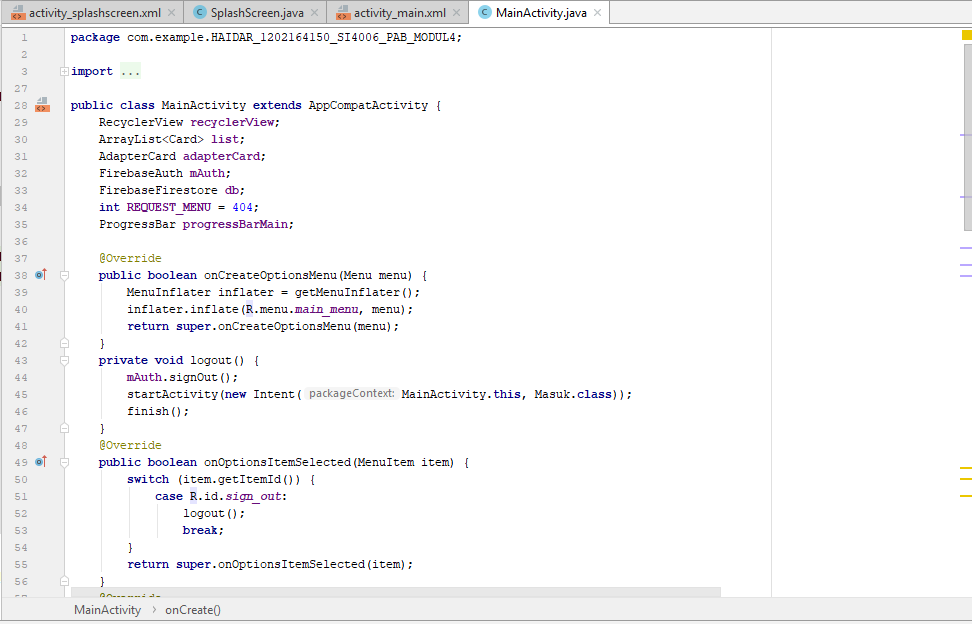 activity_splashscreen.xml SplashScreen.java activity_main.xml MainActivity.java
1 package com.example.HAIDAR_1202164150_SI4006_PAB_MODUL4;
2
3 import ...
27
28 public class MainActivity extends AppCompatActivity {
29 RecyclerView recyclerView;
30 ArrayList<Card> list;
31 AdapterCard adapterCard;
32 FirebaseAuth mAuth;
33 FirebaseFirestore db;
34 int REQUEST_MENU = 404;
35 ProgressBar progressBarMain;
36
37 @Override
38 public boolean onCreateOptionsMenu(Menu menu) {
39 MenuInflater inflater = getMenuInflater();
40 inflater.inflate(R.menu.main_menu, menu);
41 return super.onCreateOptionsMenu(menu);
42 }
43 private void logout() {
44 mAuth.signOut();
45 startActivity(new Intent( packageContext: MainActivity.this, Masuk.class));
46 finish();
47 }
48 @Override
49 public boolean onOptionsItemSelected(MenuItem item) {
50 switch (item.getItemId()) {
51 case R.id.sign_out:
52 logout();
53 break;
54 }
55 return super.onOptionsItemSelected(item);
56 }
57 @Override
MainActivity › onCreate()